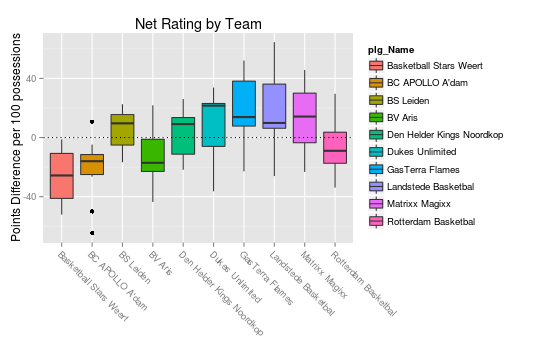 Net Rating by Team
Points Difference per 100 possessions
40
0
-40
Basketball Stars Weert
BC APOLLO A'dam
BS Leiden
BV Aris
Den Helder Kings Noordkop
Dukes Unlimited
GasTerra Flames
Landstede Basketbal
Matrixx Magixx
Rotterdam Basketbal
plg_Name
Basketball Stars Weert
BC APOLLO A'dam
BS Leiden
BV Aris
Den Helder Kings Noordkop
Dukes Unlimited
GasTerra Flames
Landstede Basketbal
Matrixx Magixx
Rotterdam Basketbal